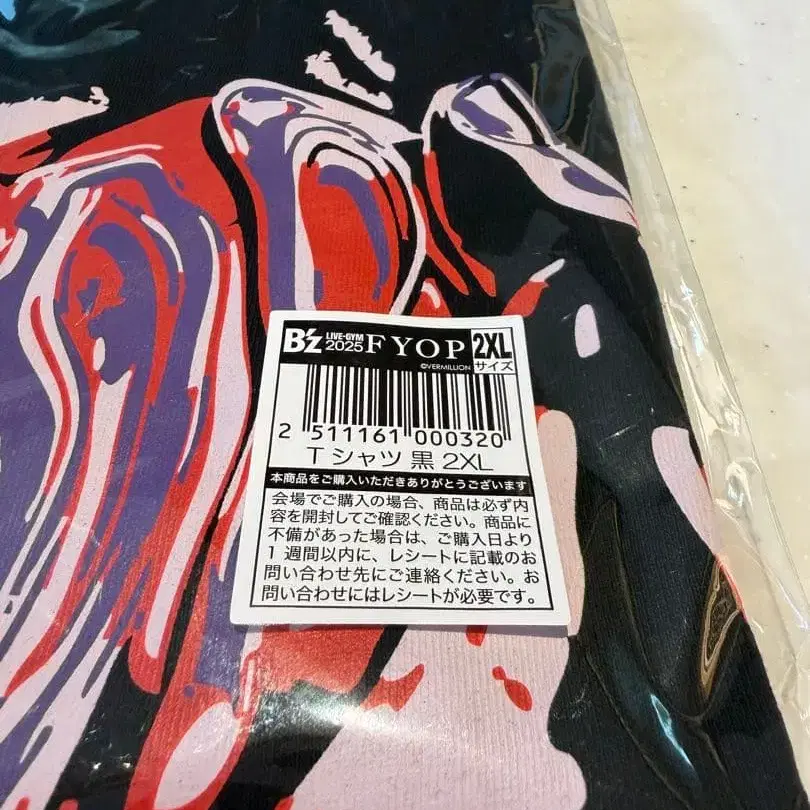 B'z LIVE-GYM 2025 FYOP 2XL サイズ
©VERMILLION
2 511161 000320
Tシャツ 黒 2XL
本商品をご購入いただきありがとうございます
会場でご購入の場合、商品は必ず内
容を開封してご確認ください。商品に
不備があった場合は、ご購入日より
1週間以内に、レシートに記載のお
問い合わせ先にご連絡ください。お
問い合わせにはレシートが必要です。